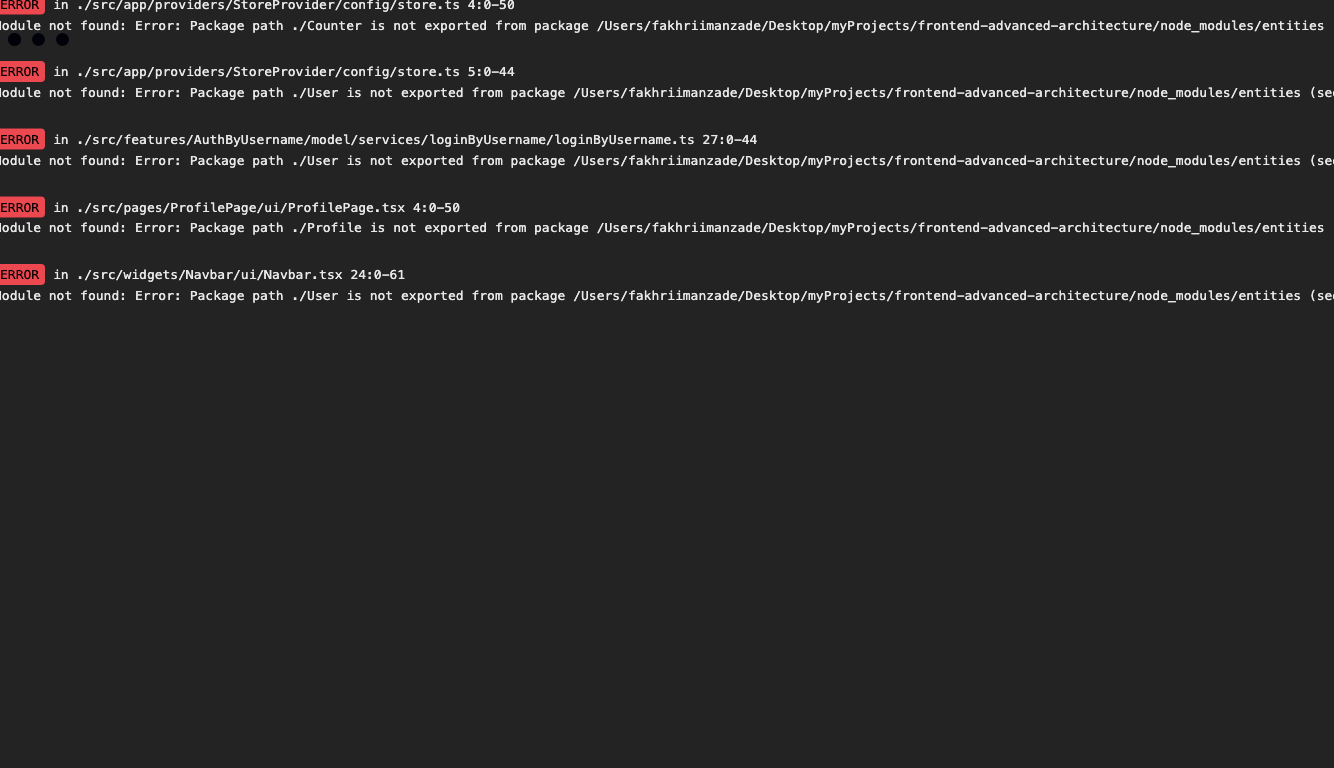 ERROR in ./src/app/providers/StoreProvider/config/store.ts 4:0-50
odule not found: Error: Package path ./Counter is not exported from package /Users/fakhriimanzade/Desktop/myProjects/frontend-advanced-architecture/node_modules/entities
ERROR in ./src/app/providers/StoreProvider/config/store.ts 5:0-44
odule not found: Error: Package path ./User is not exported from package /Users/fakhriimanzade/Desktop/myProjects/frontend-advanced-architecture/node_modules/entities (see
ERROR in ./src/features/AuthByUsername/model/services/loginByUsername/loginByUsername.ts 27:0-44
odule not found: Error: Package path ./User is not exported from package /Users/fakhriimanzade/Desktop/myProjects/frontend-advanced-architecture/node_modules/entities (see
ERROR in ./src/pages/ProfilePage/ui/ProfilePage.tsx 4:0-50
odule not found: Error: Package path ./Profile is not exported from package /Users/fakhriimanzade/Desktop/myProjects/frontend-advanced-architecture/node_modules/entities
ERROR in ./src/widgets/Navbar/ui/Navbar.tsx 24:0-61
odule not found: Error: Package path ./User is not exported from package /Users/fakhriimanzade/Desktop/myProjects/frontend-advanced-architecture/node_modules/entities (see